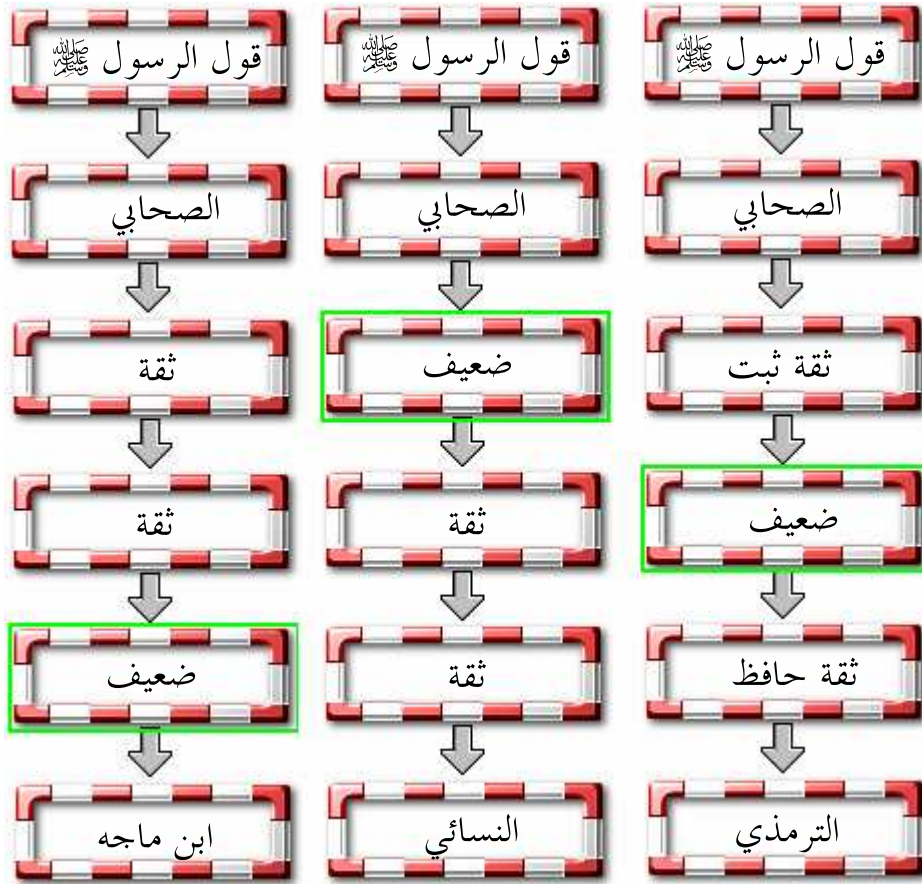 قول الرسول ﷺ
قول الرسول ﷺ
قول الرسول ﷺ
الصحابي
الصحابي
الصحابي
ثقة ثبت
ضعيف
ثقة
ضعيف
ثقة
ثقة
ثقة حافظ
ثقة
ضعيف
الترمذي
النسائي
ابن ماجه